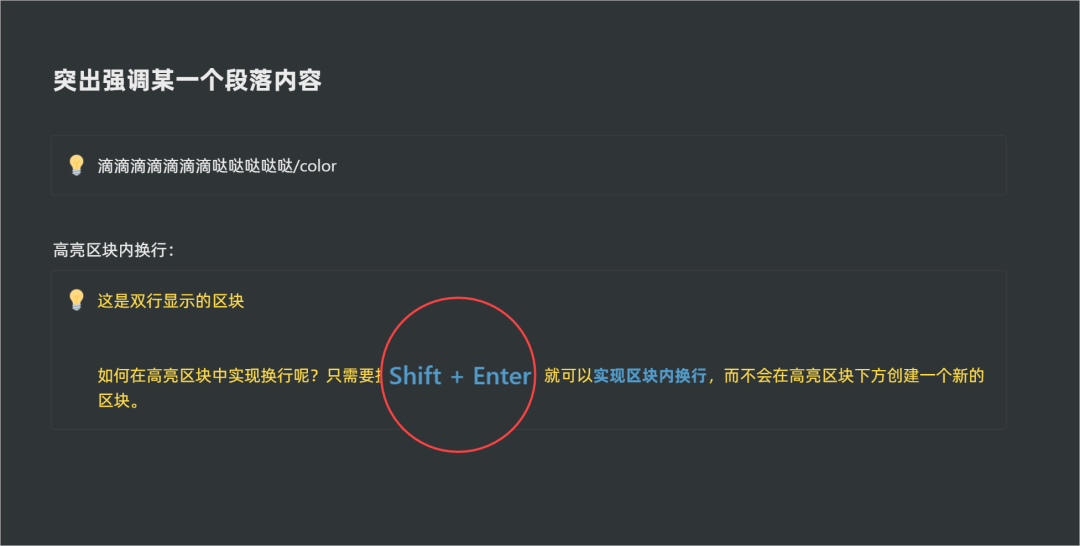 突出强调某一个段落内容
滴滴滴滴滴滴滴哒哒哒哒哒/color
高亮区块内换行：
这是双行显示的区块
如何在高亮区块中实现换行呢？只需要 Shift + Enter 就可以实现区块内换行，而不会在高亮区块下方创建一个新的
区块。